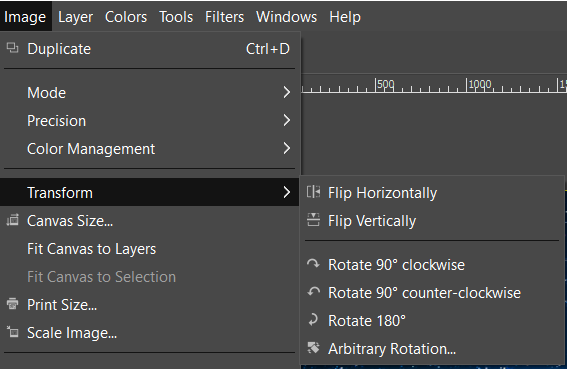 Image Layer Colors Tools Filters Windows Help
Duplicate Ctrl+D
500 1000
Mode
Precision
Color Management
Transform
Flip Horizontally
Canvas Size...
Flip Vertically
Fit Canvas to Layers
Fit Canvas to Selection
Rotate 90° clockwise
Print Size...
Rotate 90° counter-clockwise
Scale Image...
Rotate 180°
Arbitrary Rotation...